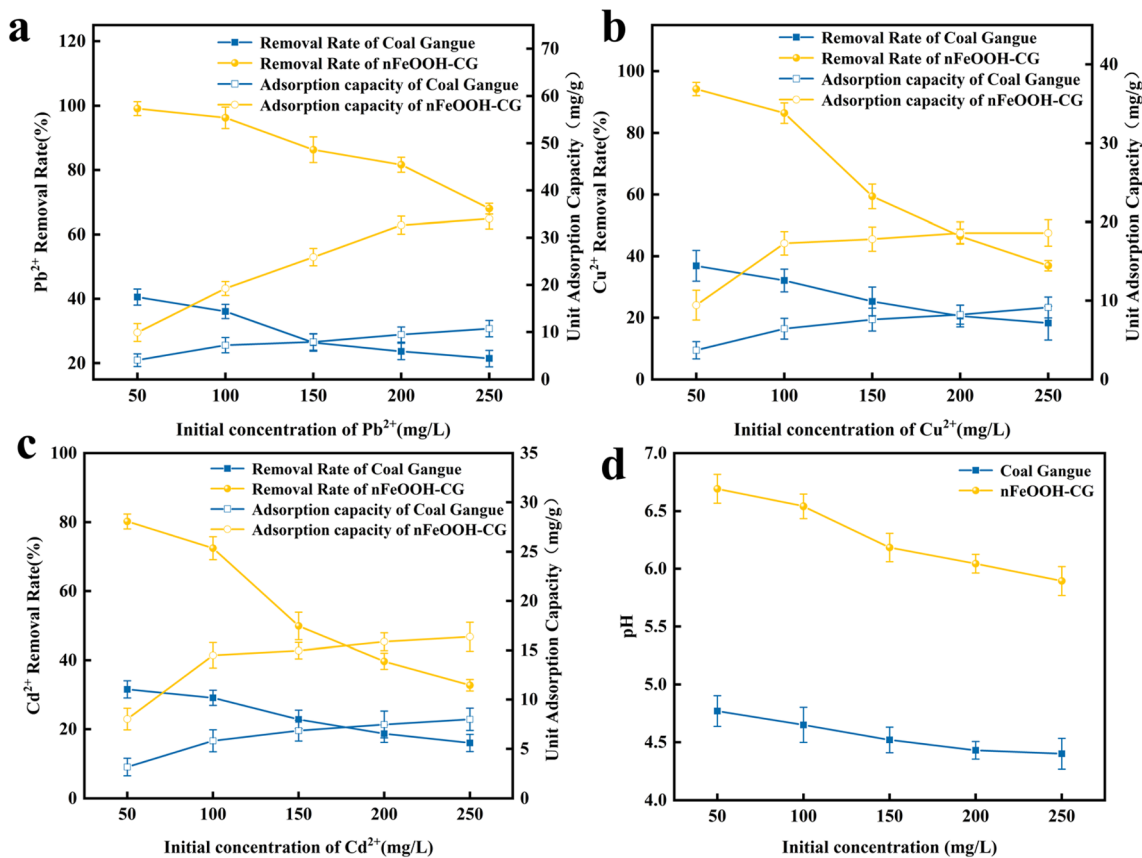 a
Removal Rate of Coal Gangue
Removal Rate of nFeOOH-CG
Adsorption capacity of Coal Gangue
Adsorption capacity of nFeOOH-CG
Pb²⁺ Removal Rate(%)
120
100
80
60
40
20
Unit Adsorption Capacity（mg/g）
70
60
50
40
30
20
10
0
50 100 150 200 250
Initial concentration of Pb²⁺(mg/L)
b
Removal Rate of Coal Gangue
Removal Rate of nFeOOH-CG
Adsorption capacity of Coal Gangue
Adsorption capacity of nFeOOH-CG
Cu²⁺ Removal Rate(%)
100
80
60
40
20
0
Unit Adsorption Capacity（mg/g）
40
30
20
10
0
50 100 150 200 250
Initial concentration of Cu²⁺(mg/L)
c
Removal Rate of Coal Gangue
Removal Rate of nFeOOH-CG
Adsorption capacity of Coal Gangue
Adsorption capacity of nFeOOH-CG
Cd²⁺ Removal Rate(%)
100
80
60
40
20
0
Unit Adsorption Capacity（mg/g）
35
30
25
20
15
10
5
0
50 100 150 200 250
Initial concentration of Cd²⁺(mg/L)
d
Coal Gangue
nFeOOH-CG
pH
7.0
6.5
6.0
5.5
5.0
4.5
4.0
50 100 150 200 250
Initial concentration (mg/L)